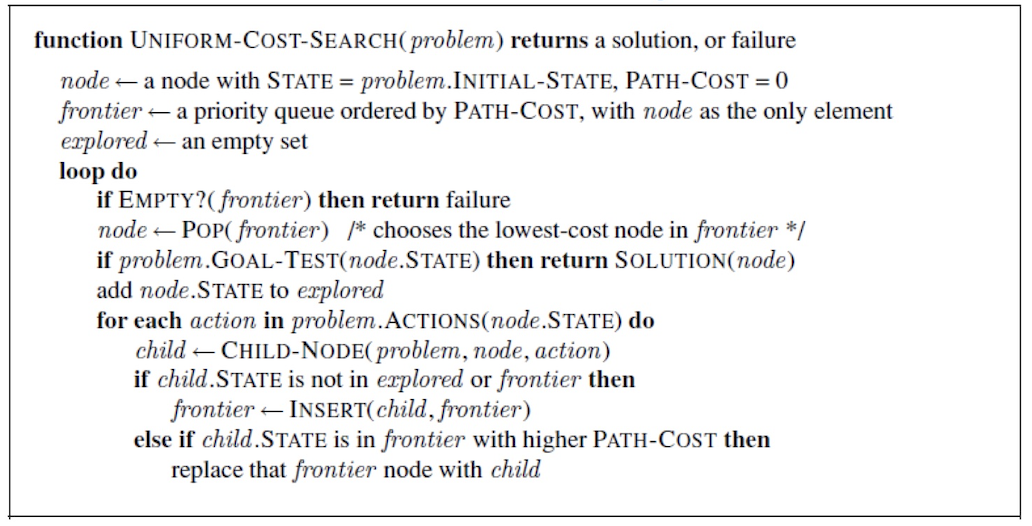 function UNIFORM-COST-SEARCH(problem) returns a solution, or failure
node ← a node with STATE = problem.INITIAL-STATE, PATH-COST = 0
frontier ← a priority queue ordered by PATH-COST, with node as the only element
explored ← an empty set
loop do
if EMPTY?(frontier) then return failure
node ← POP(frontier) /* chooses the lowest-cost node in frontier */
if problem.GOAL-TEST(node.STATE) then return SOLUTION(node)
add node.STATE to explored
for each action in problem.ACTIONS(node.STATE) do
child ← CHILD-NODE(problem, node, action)
if child.STATE is not in explored or frontier then
frontier ← INSERT(child, frontier)
else if child.STATE is in frontier with higher PATH-COST then
replace that frontier node with child